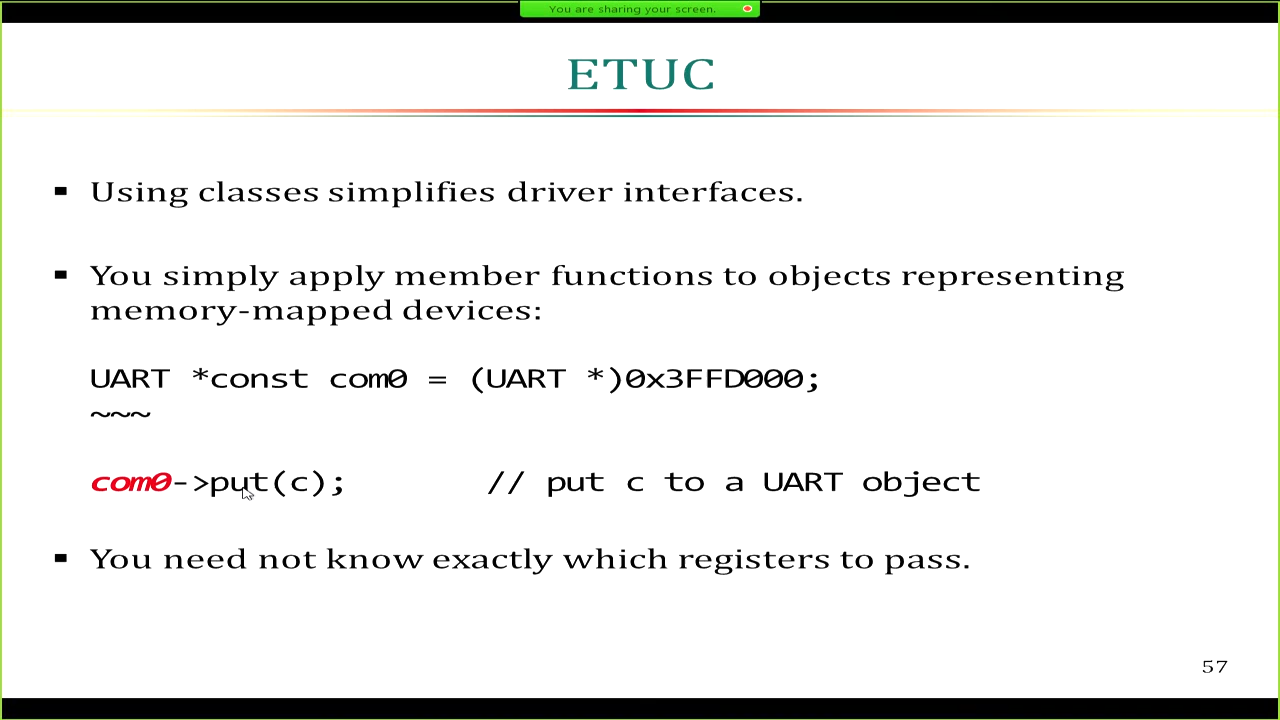 You are sharing your screen.
ETUC
▪ Using classes simplifies driver interfaces.
▪ You simply apply member functions to objects representing
memory-mapped devices:
UART *const com0 = (UART *)0x3FFD000;
~~~
com0->put(c); // put c to a UART object
▪ You need not know exactly which registers to pass.
57